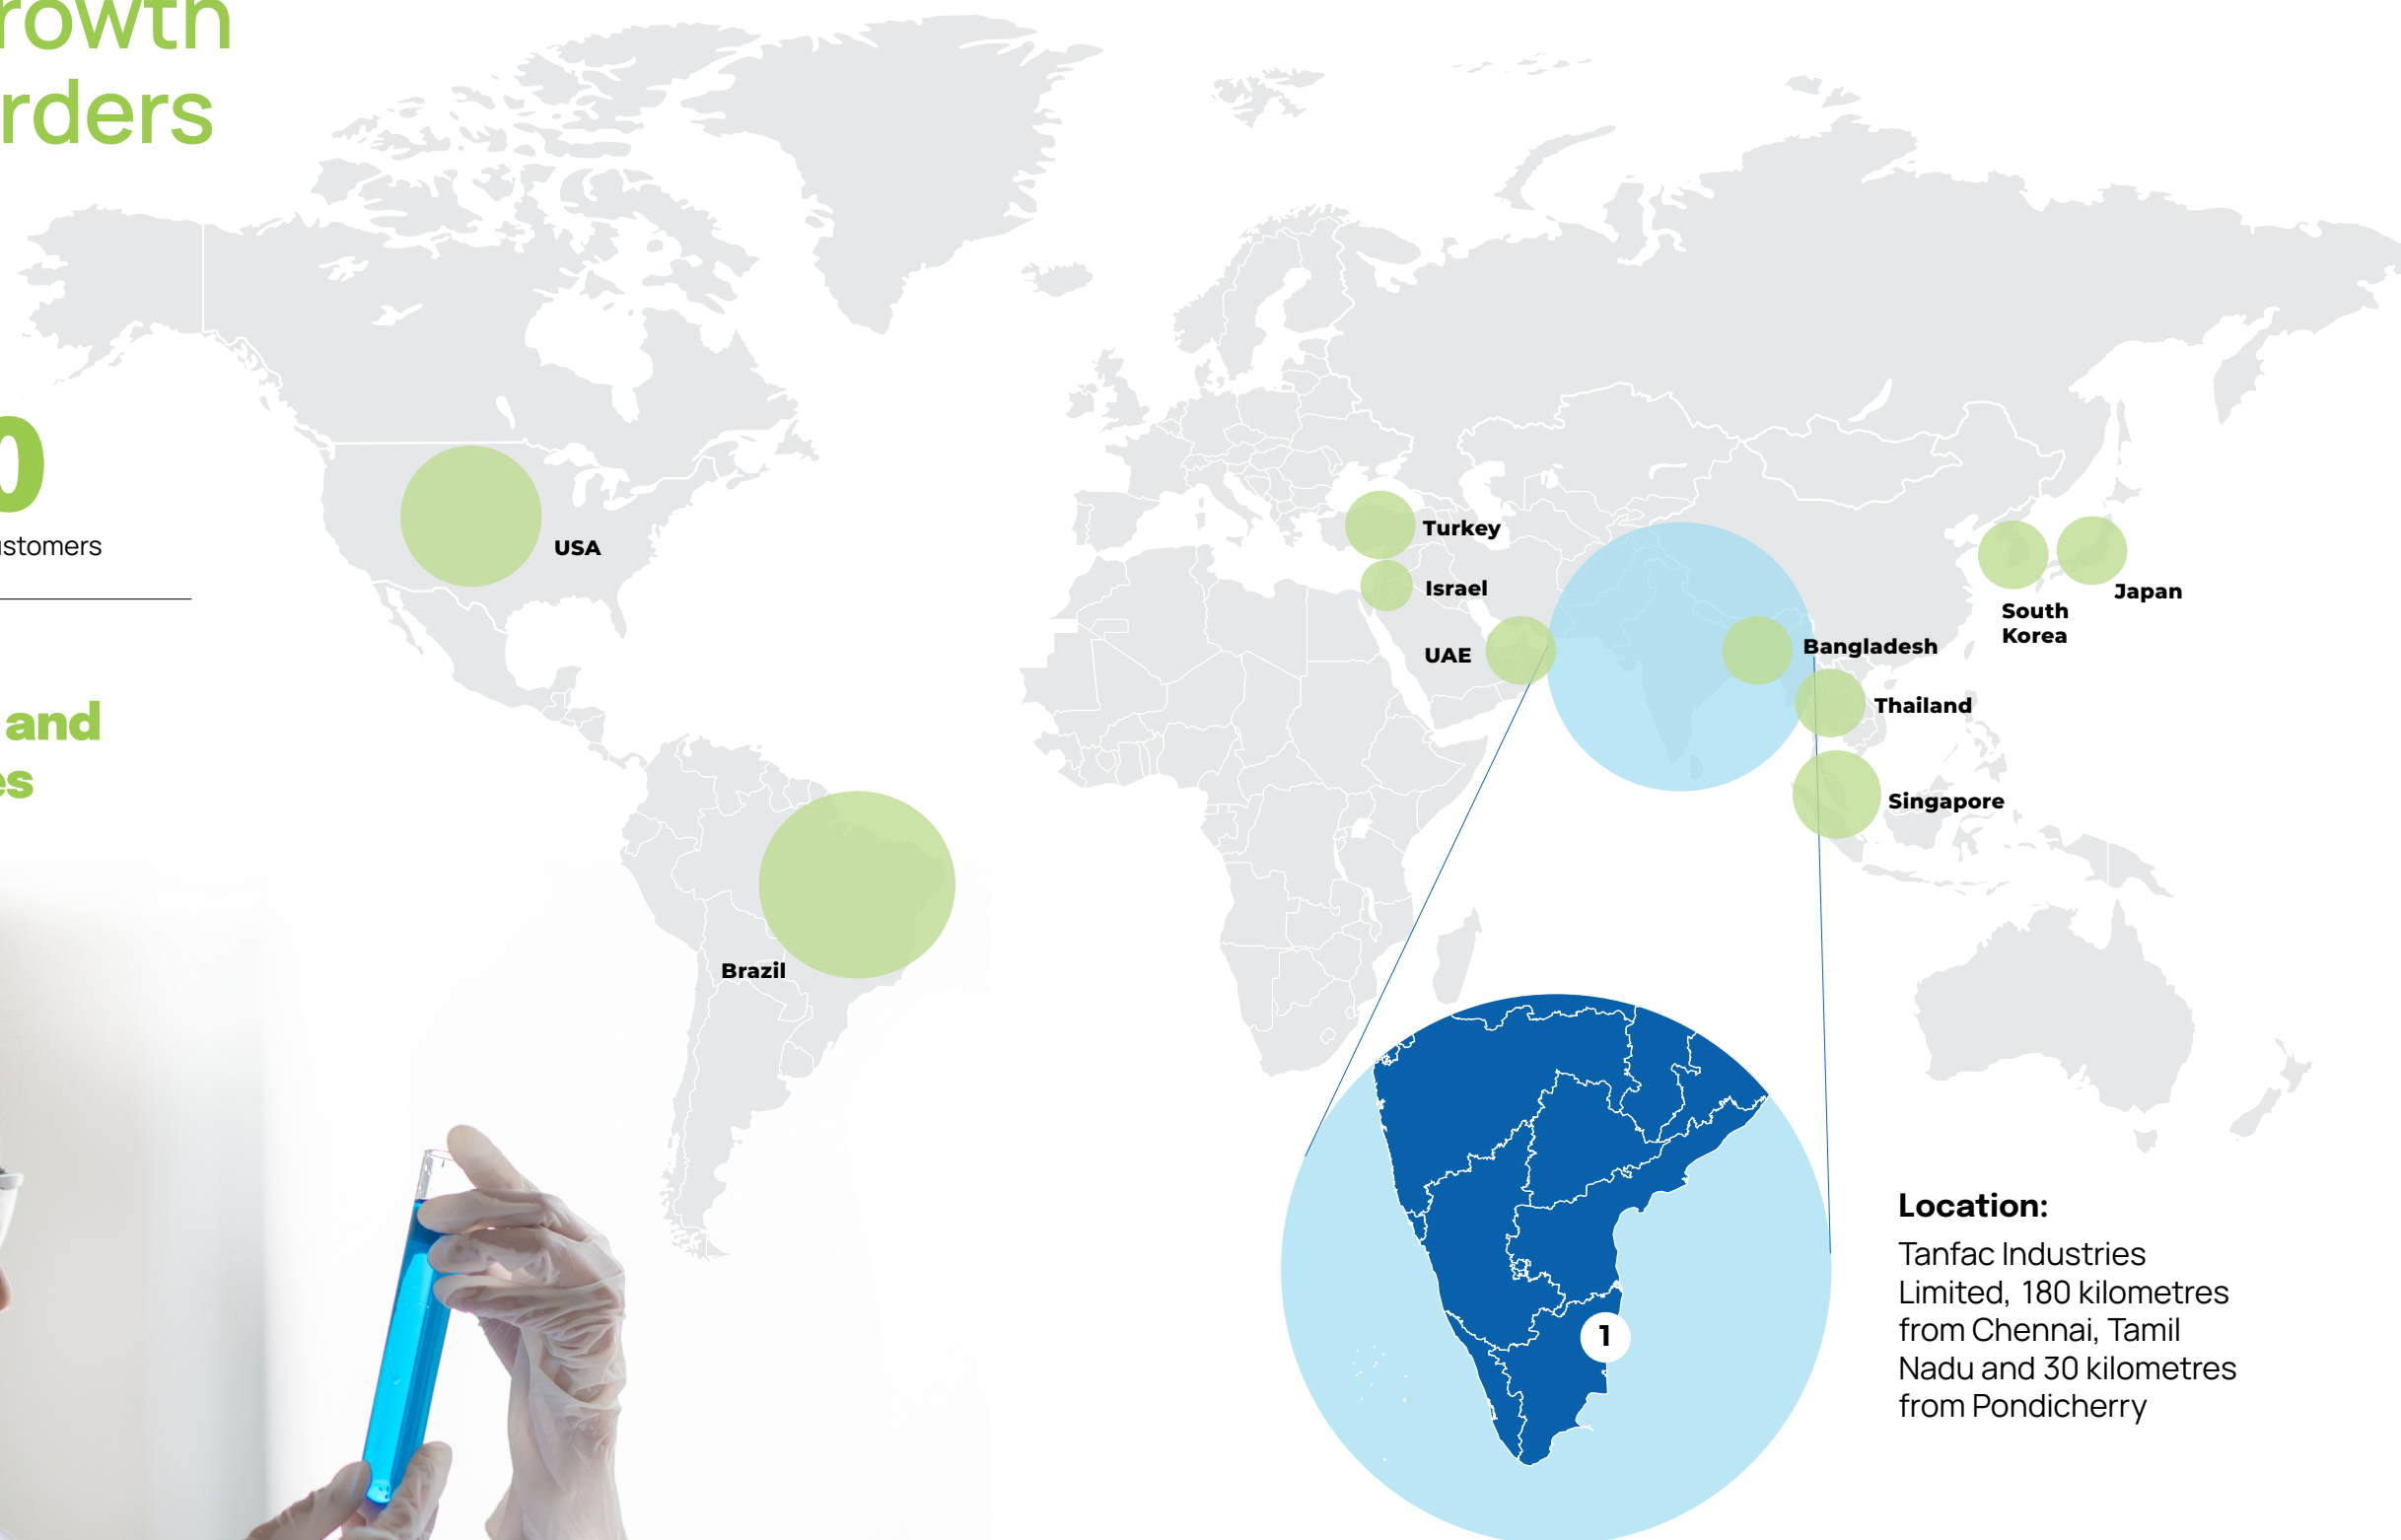 rowth
rders
0
ustomers
and
es
USA
Brazil
Turkey
Israel
UAE
Bangladesh
Thailand
Singapore
South
Korea
Japan
1
Location:
Tanfac Industries
Limited, 180 kilometres
from Chennai, Tamil
Nadu and 30 kilometres
from Pondicherry